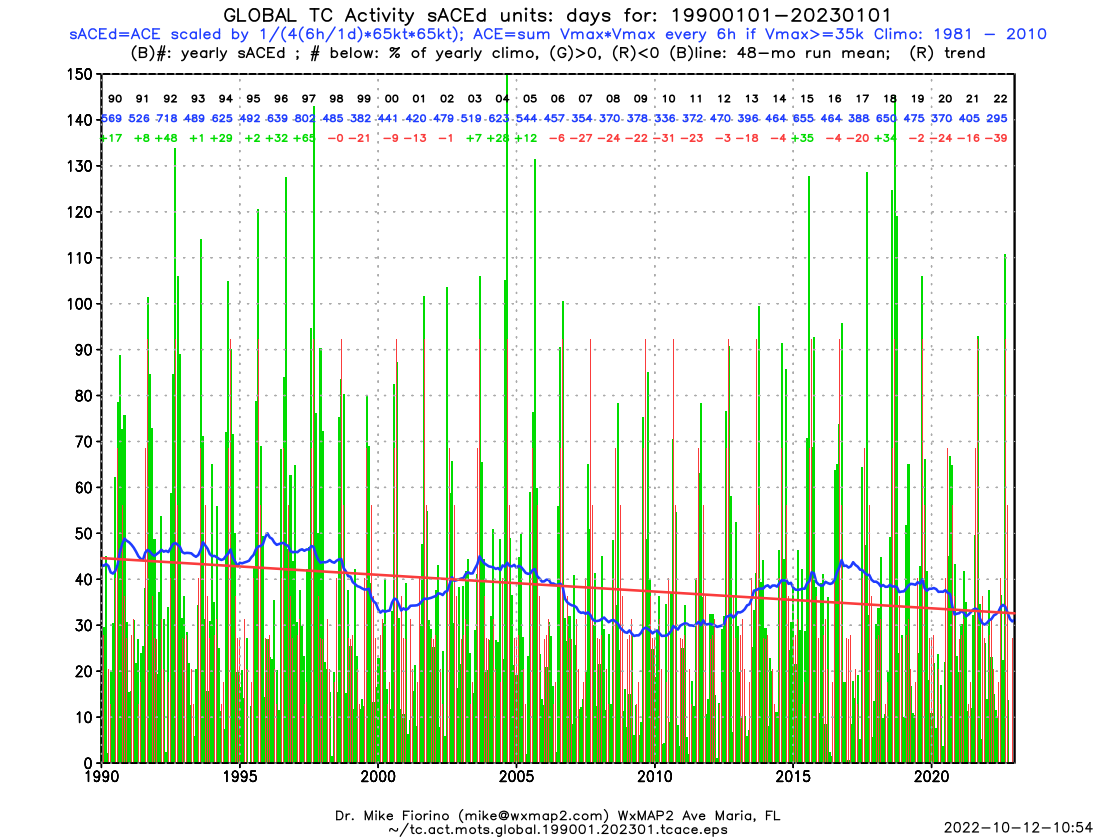 GLOBAL TC Activity sACEd units: days for: 19900101-20230101
sACEd=ACE scaled by 1/(4(6h/1d)*65kt*65kt); ACE=sum Vmax*Vmax every 6h if Vmax>=35k Climo: 1981 - 2010
(B)#: yearly sACEd ; # below: % of yearly climo, (G)>0, (R)<0 (B)line: 48-mo run mean; (R) trend
150
90 91 92 93 94 95 96 97 98 99 00 01 02 03 04 05 06 07 08 09 10 11 12 13 14 15 16 17 18 19 20 21 22
140 569 526 718 489 625 492 639 802 485 382 441 420 479 519 623 544 457 354 370 378 336 372 470 396 464 655 464 388 650 475 370 405 295
+17 +8 +48 +1 +29 +2 +32 +65 -0 -21 -9 -13 -1 +7 +28 +12 -6 -27 -24 -22 -31 -23 -3 -18 -4 +35 -4 -20 +34 -2 -24 -16 -39
130
120
110
100
90
80
70
60
50
40
30
20
10
0
1990 1995 2000 2005 2010 2015 2020
Dr. Mike Fiorino (mike@wxmap2.com) WxMAP2 Ave Maria, FL
~/tc.act.mots.global.199001.202301.tcace.eps
2022-10-12-10:54